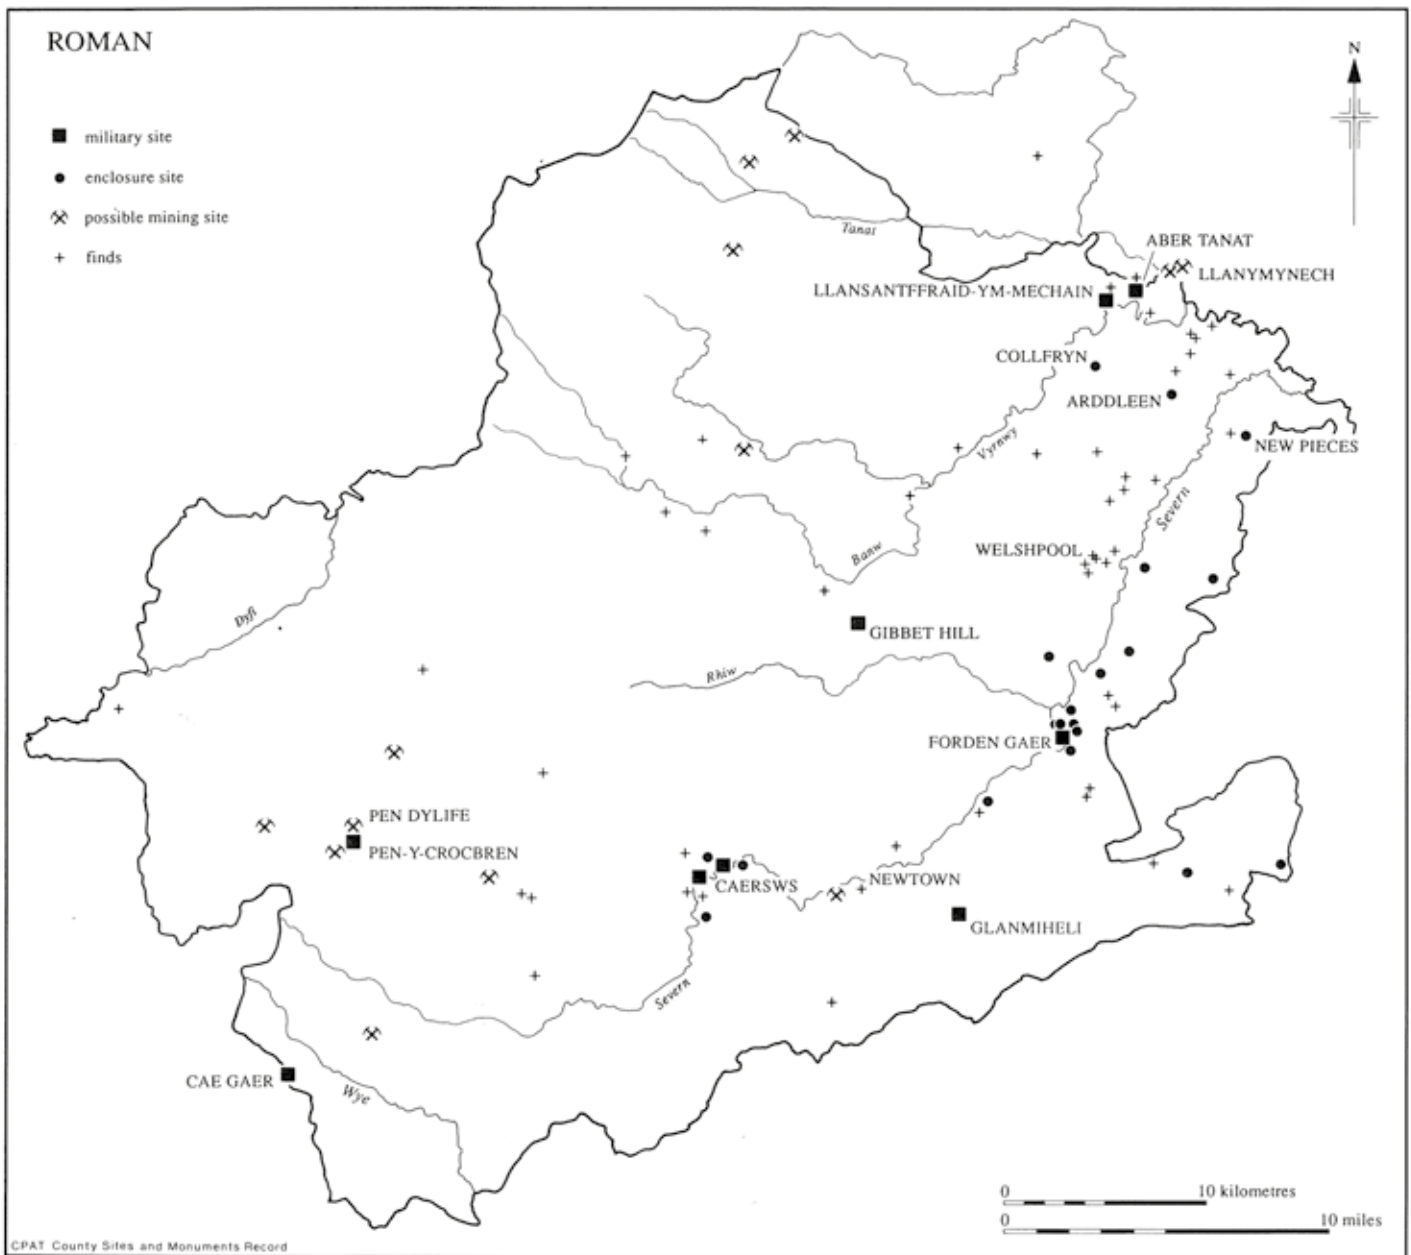 ROMAN
N
military site
enclosure site
possible mining site
finds
Tanat
ABER TANAT
LLANYMYNECH
LLANSANTFFRAID-YM-MECHAIN
COLLFRYN
ARDDLEEN
Vyrnwy
NEW PIECES
Severn
WELSHPOOL
Banw
Dyfi
GIBBET HILL
Rhiw
FORDEN GAER
PEN DYLIFE
PEN-Y-CROCBREN
CAERSWS
NEWTOWN
GLANMIHELI
Severn
CAE GAER
Wye
0 10 kilometres
0 10 miles
CPAT County Sites and Monuments Record